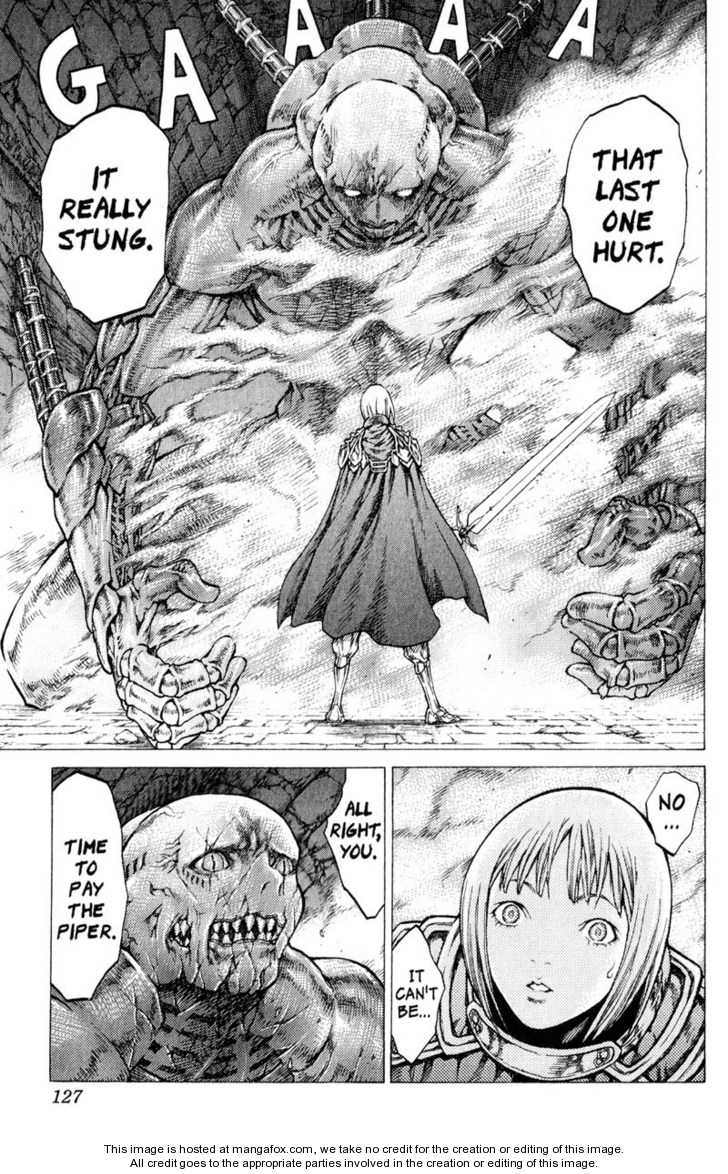 GAAAAA
THAT
LAST
ONE
HURT.
IT
REALLY
STUNG.
NO
...
IT
CAN'T
BE...
ALL
RIGHT,
YOU.
TIME
TO
PAY
THE
PIPER.
127
This image is hosted at mangafox.com, we take no credit for the creation or editing of this image.
All credit goes to the appropriate parties involved in the creation or editing of this image.